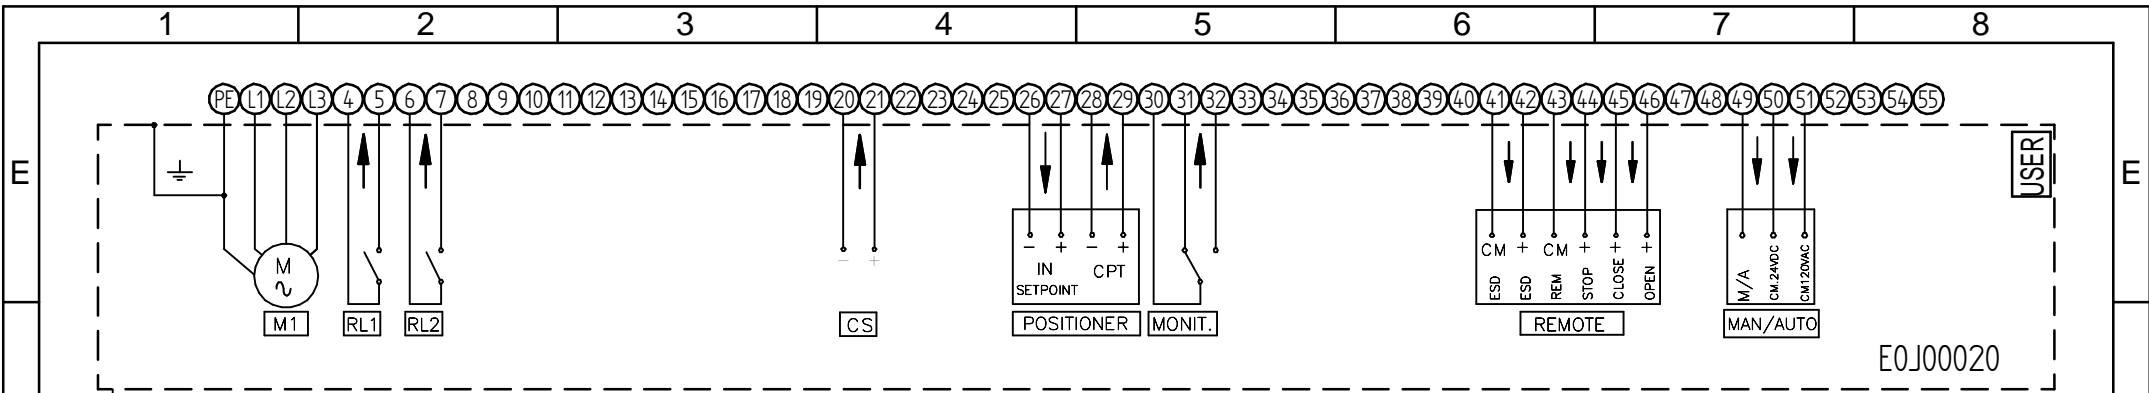 1 2 3 4 5 6 7 8
PE L1 L2 L3 4 5 6 7 8 9 10 11 12 13 14 15 16 17 18 19 20 21 22 23 24 25 26 27 28 29 30 31 32 33 34 35 36 37 38 39 40 41 42 43 44 45 46 47 48 49 50 51 52 53 54 55
E
USER
E
M
− +
− + − +
IN
SETPOINT
CPT
CM + CM + + +
ESD
ESD
REM
STOP
CLOSE
OPEN
M/A
CM.24VDC
CM120VAC
M1 RL1 RL2 CS POSITIONER MONIT. REMOTE MAN/AUTO
E0J00020